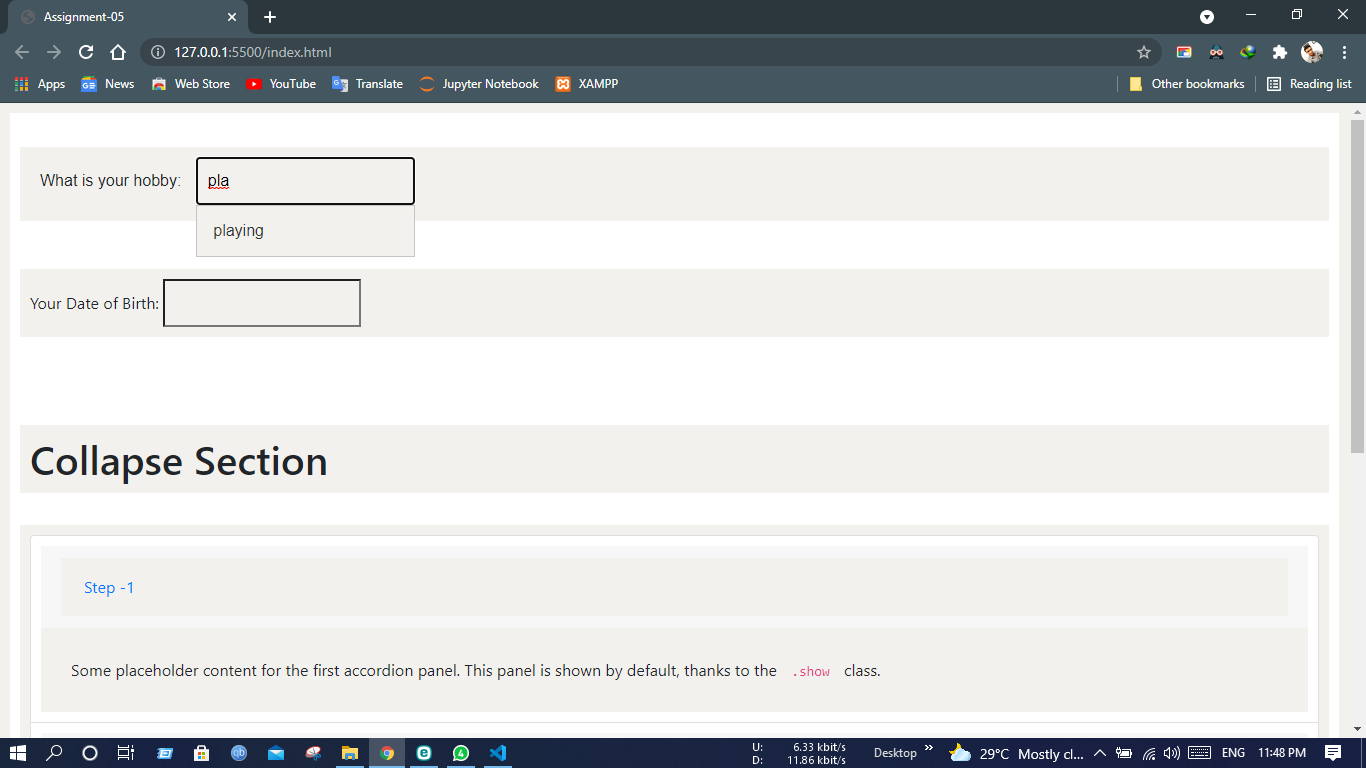 Assignment-05
127.0.0.1:5500/index.html
Apps News Web Store YouTube Translate Jupyter Notebook XAMPP Other bookmarks Reading list
What is your hobby: pla
playing
Your Date of Birth:
Collapse Section
Step -1
Some placeholder content for the first accordion panel. This panel is shown by default, thanks to the .show class.
U: 6.33 kbit/s
D: 11.86 kbit/s
Desktop » 29°C Mostly cl... ENG 11:48 PM